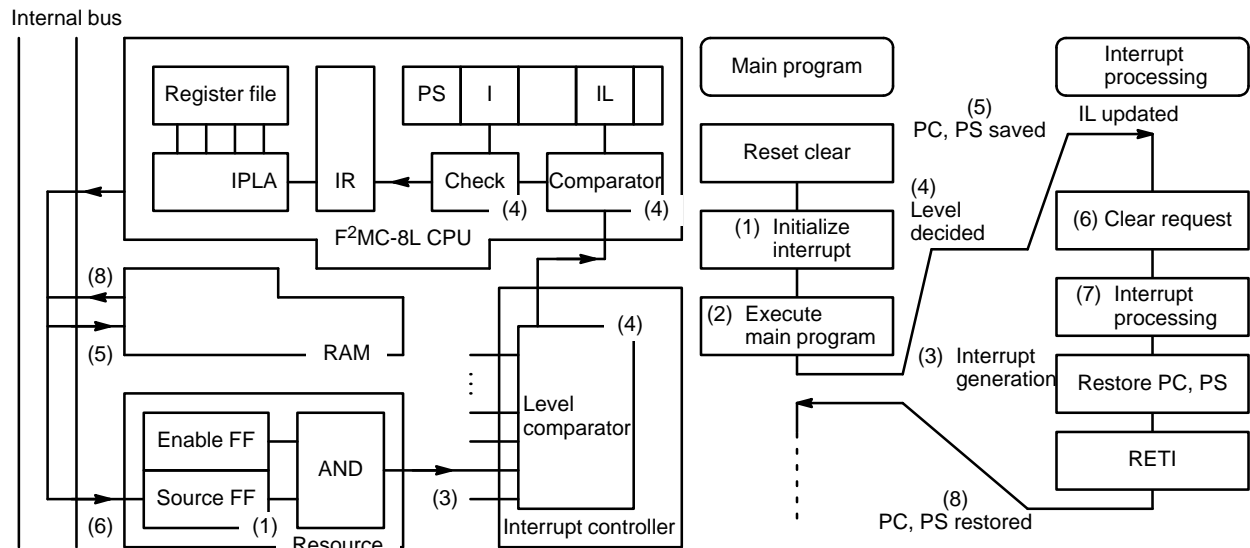 Internal bus
Register file
PS
I
IL
IPLA
IR
Check
Comparator
(4)
(4)
F²MC-8L CPU
(8)
(5)
RAM
Enable FF
Source FF
AND
(6)
(1)
Resource
(3)
(4)
Level
comparator
Interrupt controller
Main program
Reset clear
(1) Initialize
interrupt
(2) Execute
main program
(5)
PC, PS saved
(4)
Level
decided
(3) Interrupt
generation
(8)
PC, PS restored
Interrupt
processing
IL updated
(6) Clear request
(7) Interrupt
processing
Restore PC, PS
RETI